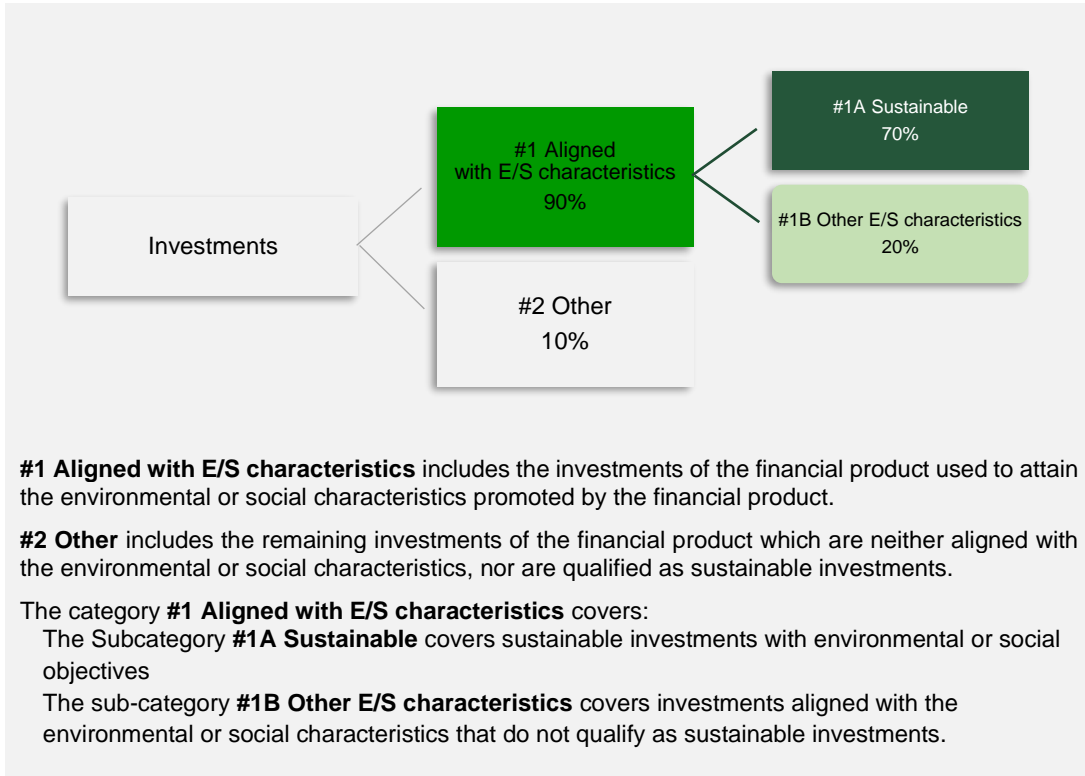 #1A Sustainable
70%
#1 Aligned
with E/S characteristics
90%
#1B Other E/S characteristics
20%
Investments
#2 Other
10%
#1 Aligned with E/S characteristics includes the investments of the financial product used to attain
the environmental or social characteristics promoted by the financial product.
#2 Other includes the remaining investments of the financial product which are neither aligned with
the environmental or social characteristics, nor are qualified as sustainable investments.
The category #1 Aligned with E/S characteristics covers:
The Subcategory #1A Sustainable covers sustainable investments with environmental or social
objectives
The sub-category #1B Other E/S characteristics covers investments aligned with the
environmental or social characteristics that do not qualify as sustainable investments.